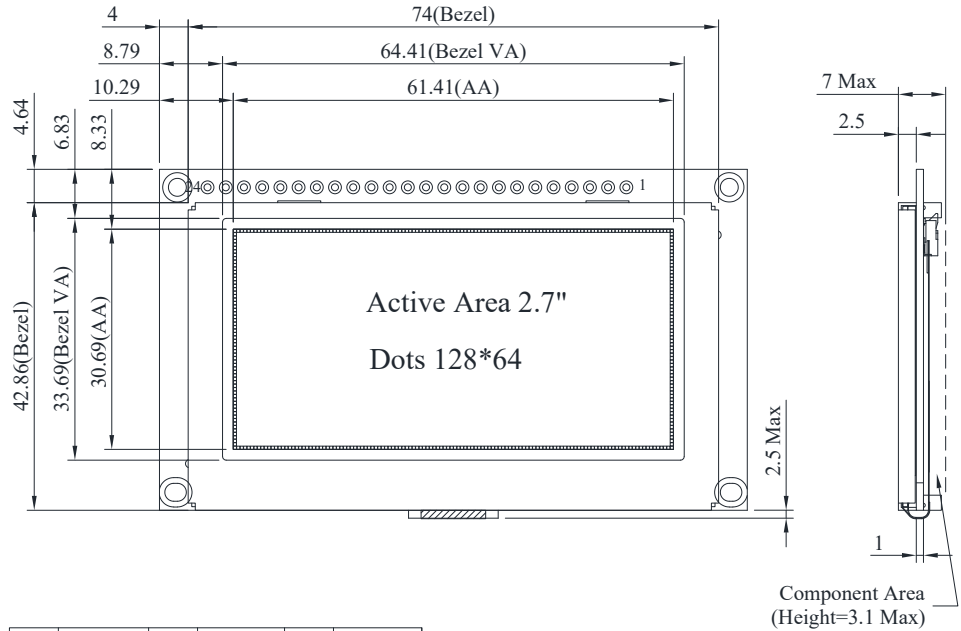 4
74(Bezel)
8.79
64.41(Bezel VA)
10.29
61.41(AA)
7 Max
2.5
4.64
6.83
8.33
24
1
42.86(Bezel)
33.69(Bezel VA)
30.69(AA)
Active Area 2.7"
Dots 128*64
2.5 Max
1
Component Area
(Height=3.1 Max)